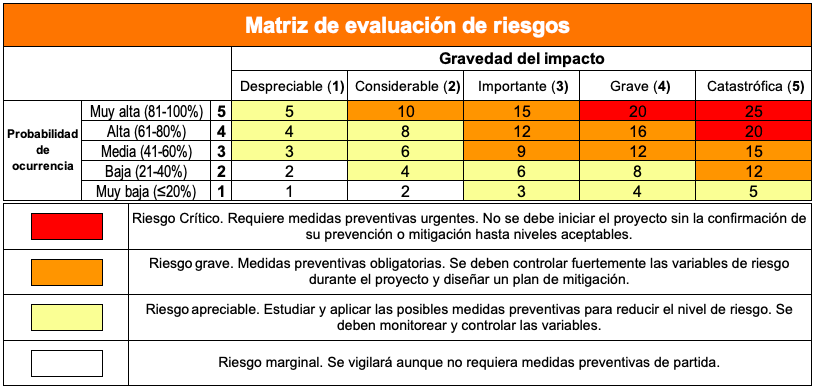 Matriz de evaluación de riesgos
Gravedad del impacto
Despreciable (1) Considerable (2) Importante (3) Grave (4) Catastrófica (5)
Probabilidad de ocurrencia
Muy alta (81-100%) 5 5 10 15 20 25
Alta (61-80%) 4 4 8 12 16 20
Media (41-60%) 3 3 6 9 12 15
Baja (21-40%) 2 2 4 6 8 12
Muy baja (≤20%) 1 1 2 3 4 5
Riesgo Crítico. Requiere medidas preventivas urgentes. No se debe iniciar el proyecto sin la confirmación de
su prevención o mitigación hasta niveles aceptables.
Riesgo grave. Medidas preventivas obligatorias. Se deben controlar fuertemente las variables de riesgo
durante el proyecto y diseñar un plan de mitigación.
Riesgo apreciable. Estudiar y aplicar las posibles medidas preventivas para reducir el nivel de riesgo. Se
deben monitorear y controlar las variables.
Riesgo marginal. Se vigilará aunque no requiera medidas preventivas de partida.